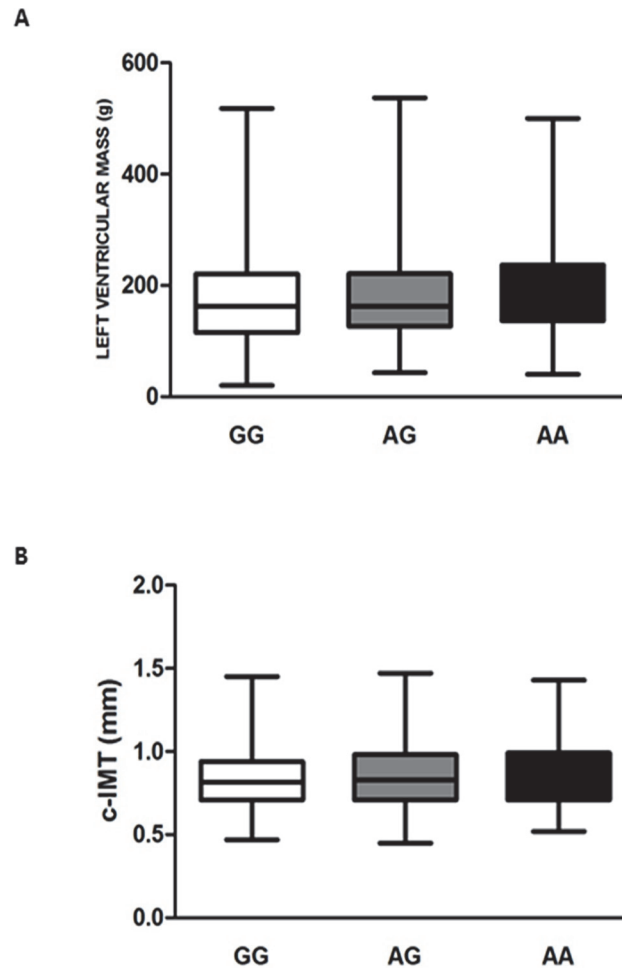 A
LEFT VENTRICULAR MASS (g)
600
400
200
0
GG AG AA
B
c-IMT (mm)
2.0
1.5
1.0
0.5
0.0
GG AG AA